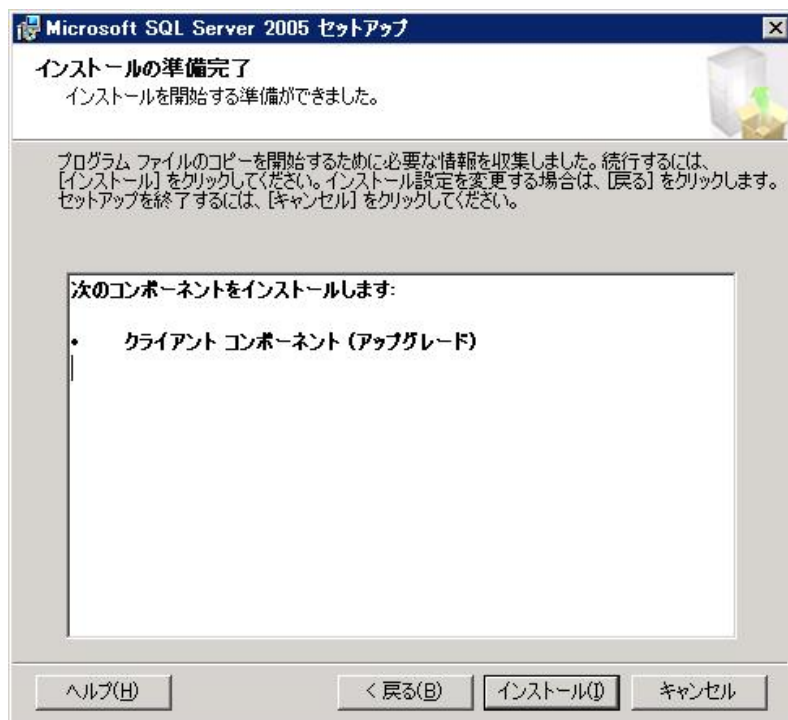 Microsoft SQL Server 2005 セットアップ
インストールの準備完了
インストールを開始する準備ができました。
プログラム ファイルのコピーを開始するために必要な情報を収集しました。続行するには、
[インストール] をクリックしてください。インストール設定を変更する場合は、[戻る] をクリックします。
セットアップを終了するには、[キャンセル] をクリックしてください。
次のコンポーネントをインストールします:
• クライアント コンポーネント (アップグレード)
ヘルプ(H) < 戻る(B) インストール(I) キャンセル